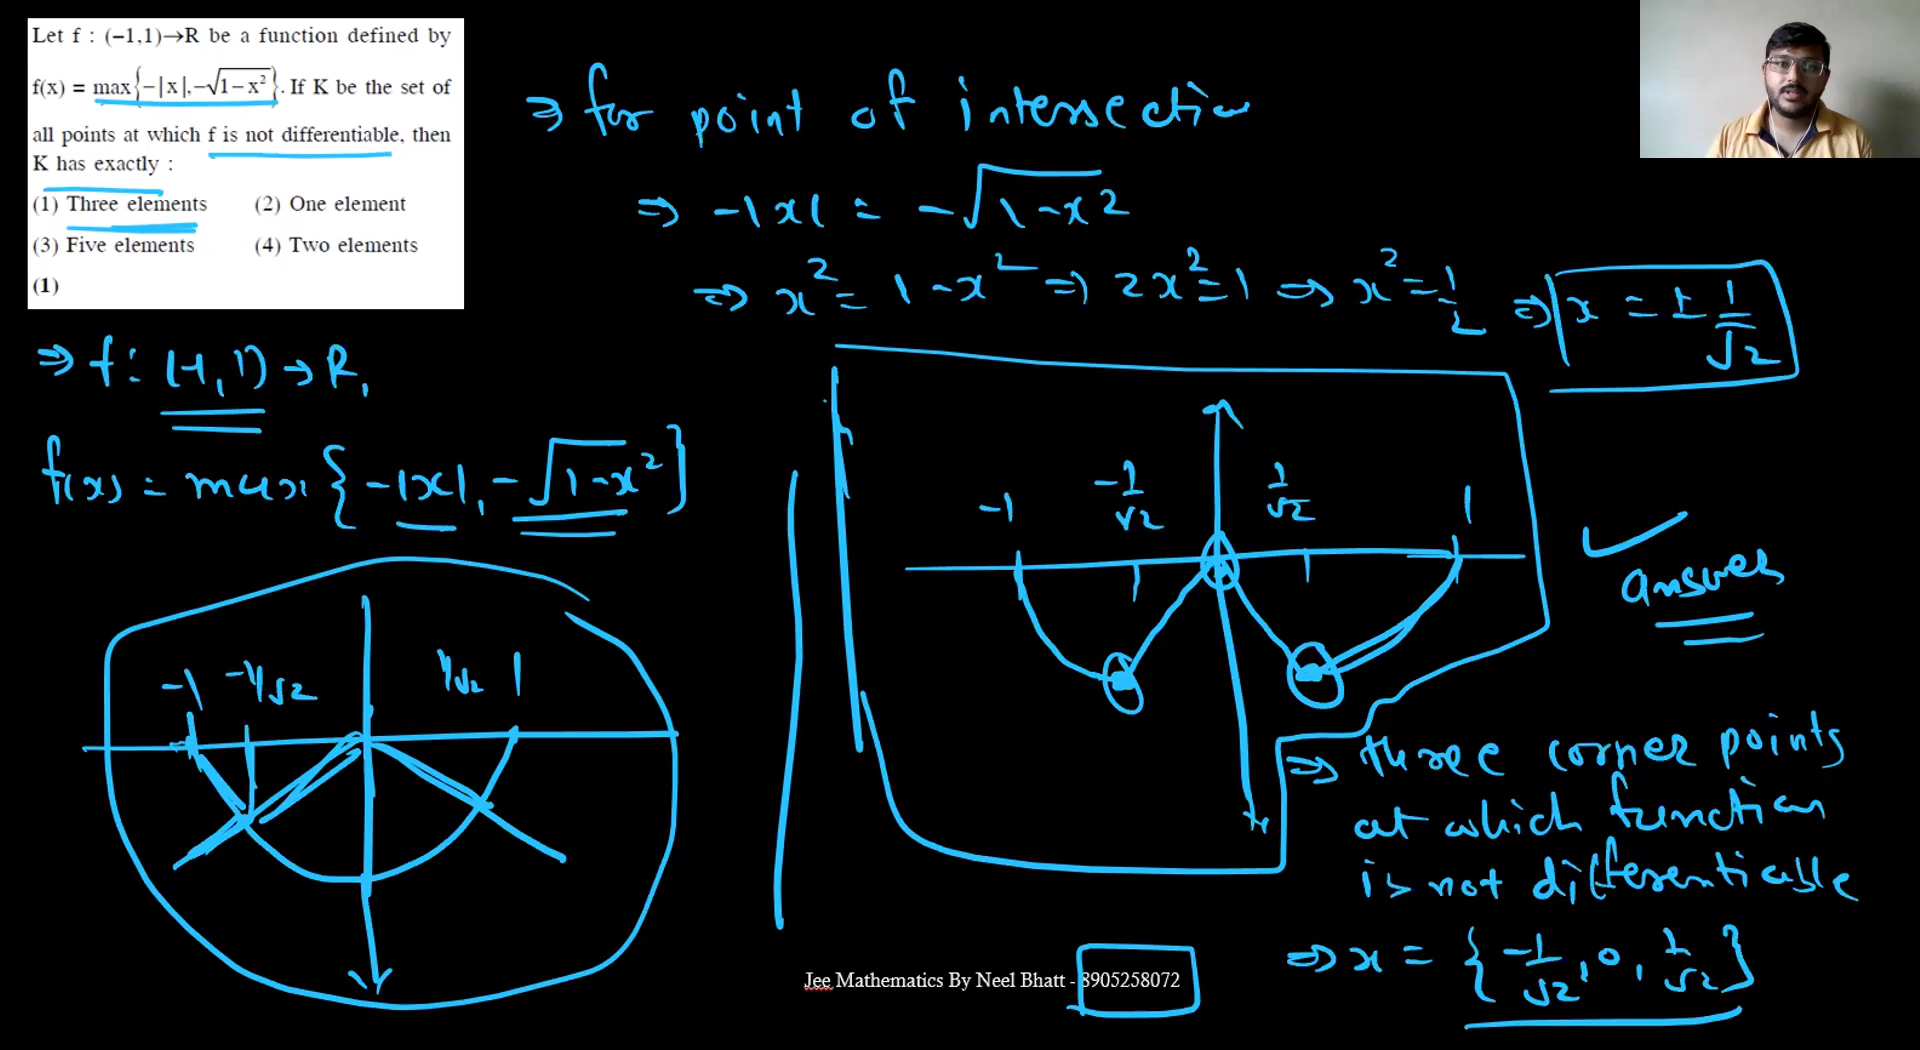 Let f : (−1,1)→R be a function defined by
f(x) = max{−|x|,−√1−x²}. If K be the set of
all points at which f is not differentiable, then
K has exactly :
(1) Three elements (2) One element
(3) Five elements (4) Two elements
(1)
⇒ for point of intersection
⇒ -|x| = -√1-x²
⇒ x² = 1-x² ⇒ 2x²=1 ⇒ x²=1/2 ⇒ x = ± 1/√2
⇒ f: (-1,1) → R,
f(x) = max { -|x|, -√1-x² }
-1 -1/√2 1/√2 1
-1 -1/√2 1/√2 1
answer
⇒ three corner points
at which function
is not differentiable
⇒ x = { -1/√2, 0, 1/√2 }
Jee Mathematics By Neel Bhatt - 8905258072